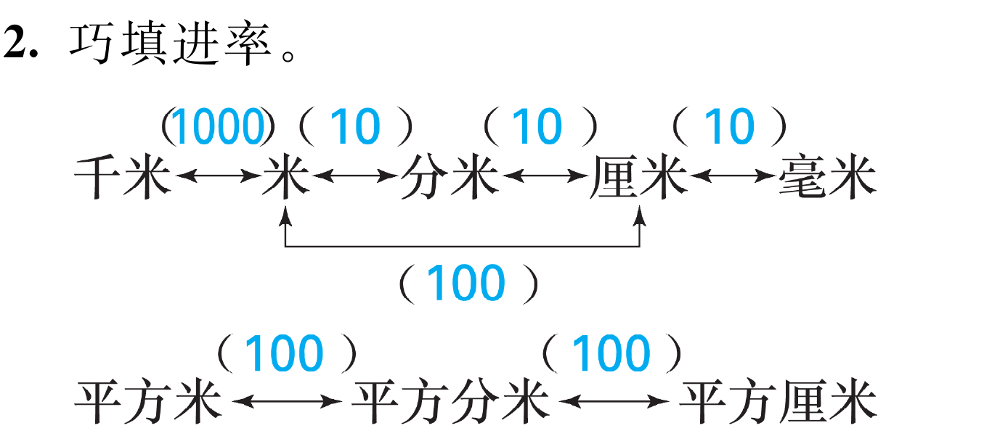 2. 巧填进率。
(1000)（10）（10）（10）
千米 米 分米 厘米 毫米
（100）
（100）（100）
平方米 平方分米 平方厘米